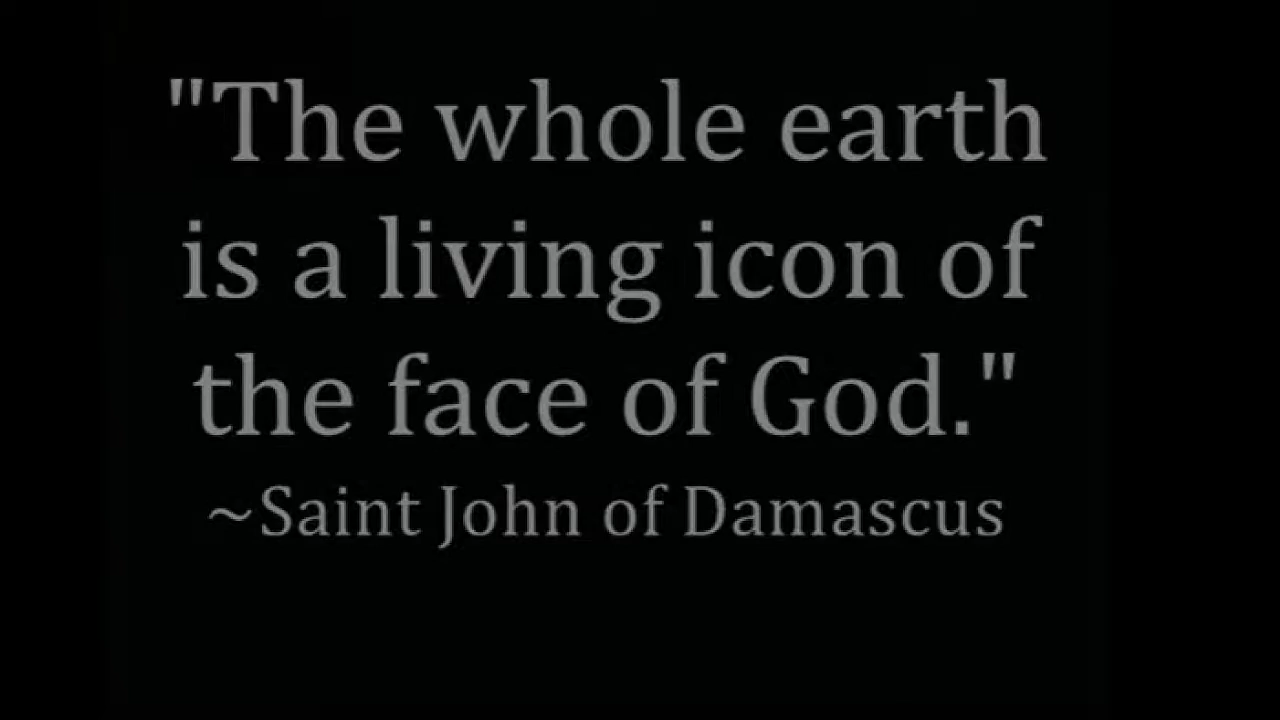 "The whole earth
is a living icon of
the face of God."
~Saint John of Damascus